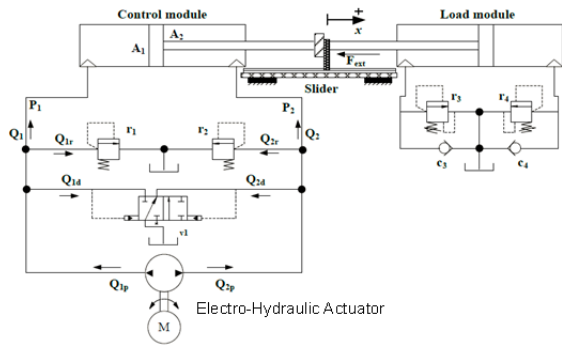 Control module
Load module
+
x
A1
A2
Fext
Slider
P1
P2
r3
r4
Q1
Q1r
r1
r2
Q2r
Q2
c3
c4
Q1d
Q2d
v1
Q1p
Q2p
Electro-Hydraulic Actuator
M